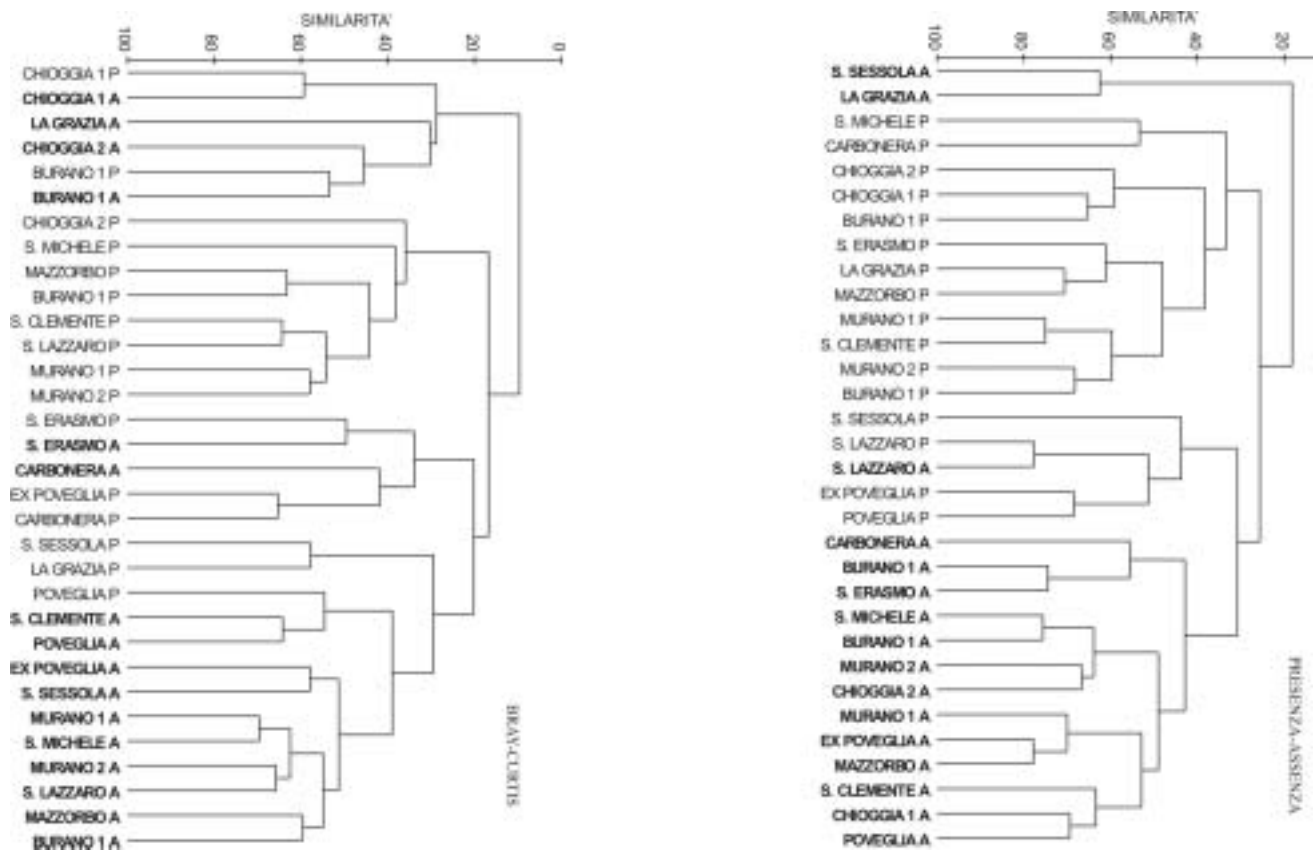 SIMILARITA'
100
80
60
40
20
0
CHIOGGIA 1 P
CHIOGGIA 1 A
LA GRAZIA A
CHIOGGIA 2 A
BURANO 1 P
BURANO 1 A
CHIOGGIA 2 P
S. MICHELE P
MAZZORBO P
BURANO 1 P
S. CLEMENTE P
S. LAZZARO P
MURANO 1 P
MURANO 2 P
S. ERASMO P
S. ERASMO A
CARBONERA A
EX POVEGLIA P
CARBONERA P
S. SESSOLA P
LA GRAZIA P
POVEGLIA P
S. CLEMENTE A
POVEGLIA A
EX POVEGLIA A
S. SESSOLA A
MURANO 1 A
S. MICHELE A
MURANO 2 A
S. LAZZARO A
MAZZORBO A
BURANO 1 A
BRAY-CURTIS
SIMILARITA'
100
80
60
40
20
S. SESSOLA A
LA GRAZIA A
S. MICHELE P
CARBONERA P
CHIOGGIA 2 P
CHIOGGIA 1 P
BURANO 1 P
S. ERASMO P
LA GRAZIA P
MAZZORBO P
MURANO 1 P
S. CLEMENTE P
MURANO 2 P
BURANO 1 P
S. SESSOLA P
S. LAZZARO P
S. LAZZARO A
EX POVEGLIA P
POVEGLIA P
CARBONERA A
BURANO 1 A
S. ERASMO A
S. MICHELE A
BURANO 1 A
MURANO 2 A
CHIOGGIA 2 A
MURANO 1 A
EX POVEGLIA A
MAZZORBO A
S. CLEMENTE A
CHIOGGIA 1 A
POVEGLIA A
PRESENZA-ASSENZA